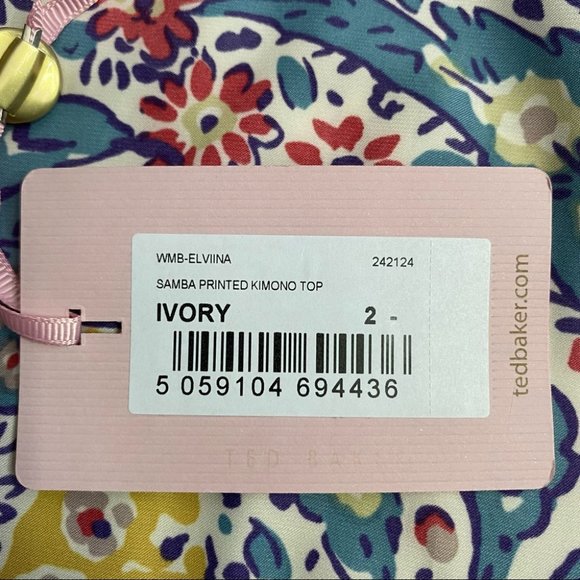 WMB-ELVIINA 242124
SAMBA PRINTED KIMONO TOP
IVORY 2 -
5 059104 694436
tedbaker.com
TED BAKER